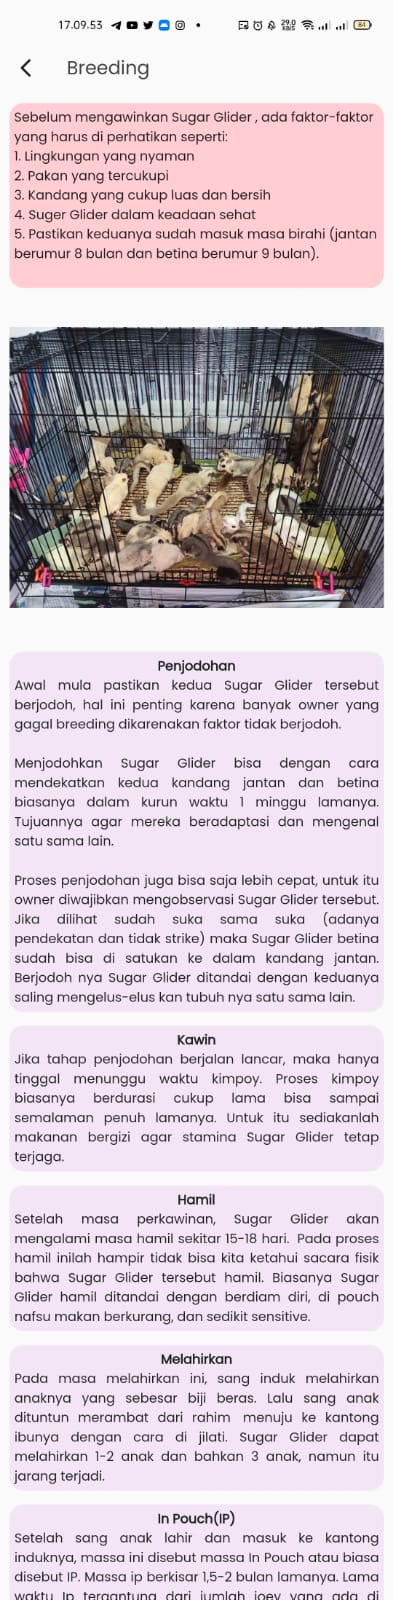 17.09.53
29.0 KB/S
84
Breeding
Sebelum mengawinkan Sugar Glider , ada faktor-faktor
yang harus di perhatikan seperti:
1. Lingkungan yang nyaman
2. Pakan yang tercukupi
3. Kandang yang cukup luas dan bersih
4. Suger Glider dalam keadaan sehat
5. Pastikan keduanya sudah masuk masa birahi (jantan
berumur 8 bulan dan betina berumur 9 bulan).
Penjodohan
Awal mula pastikan kedua Sugar Glider tersebut
berjodoh, hal ini penting karena banyak owner yang
gagal breeding dikarenakan faktor tidak berjodoh.
Menjodohkan Sugar Glider bisa dengan cara
mendekatkan kedua kandang jantan dan betina
biasanya dalam kurun waktu 1 minggu lamanya.
Tujuannya agar mereka beradaptasi dan mengenal
satu sama lain.
Proses penjodohan juga bisa saja lebih cepat, untuk itu
owner diwajibkan mengobservasi Sugar Glider tersebut.
Jika dilihat sudah suka sama suka (adanya
pendekatan dan tidak strike) maka Sugar Glider betina
sudah bisa di satukan ke dalam kandang jantan.
Berjodoh nya Sugar Glider ditandai dengan keduanya
saling mengelus-elus kan tubuh nya satu sama lain.
Kawin
Jika tahap penjodohan berjalan lancar, maka hanya
tinggal menunggu waktu kimpoy. Proses kimpoy
biasanya berdurasi cukup lama bisa sampai
semalaman penuh lamanya. Untuk itu sediakanlah
makanan bergizi agar stamina Sugar Glider tetap
terjaga.
Hamil
Setelah masa perkawinan, Sugar Glider akan
mengalami masa hamil sekitar 15-18 hari. Pada proses
hamil inilah hampir tidak bisa kita ketahui sacara fisik
bahwa Sugar Glider tersebut hamil. Biasanya Sugar
Glider hamil ditandai dengan berdiam diri, di pouch
nafsu makan berkurang, dan sedikit sensitive.
Melahirkan
Pada masa melahirkan ini, sang induk melahirkan
anaknya yang sebesar biji beras. Lalu sang anak
dituntun merambat dari rahim menuju ke kantong
ibunya dengan cara di jilati. Sugar Glider dapat
melahirkan 1-2 anak dan bahkan 3 anak, namun itu
jarang terjadi.
In Pouch(IP)
Setelah sang anak lahir dan masuk ke kantong
induknya, massa ini disebut massa In Pouch atau biasa
disebut IP. Massa ip berkisar 1,5-2 bulan lamanya. Lama
waktu Ip tergantung dari jumlah joey yang ada di